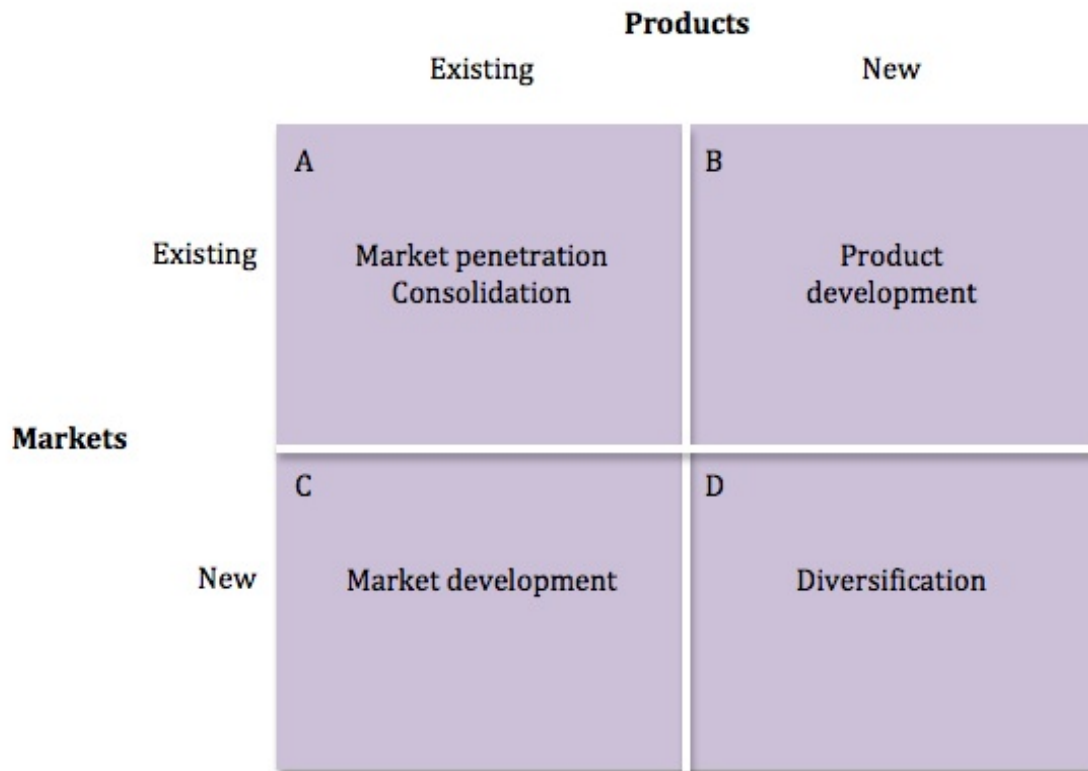 Products
Existing
New
A
B
Existing
Market penetration
Consolidation
Product
development
Markets
C
D
New
Market development
Diversification